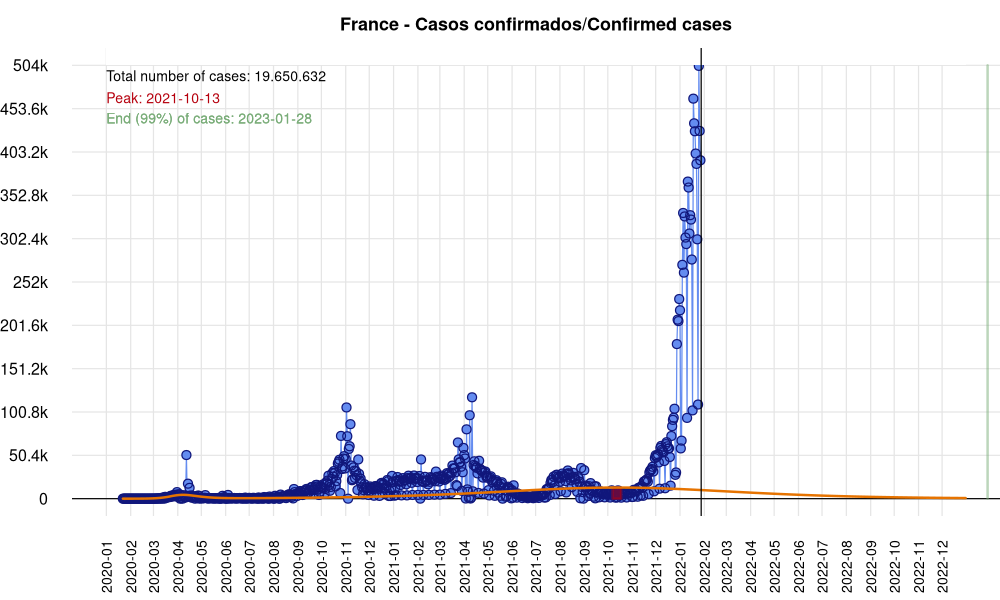 France - Casos confirmados/Confirmed cases
Total number of cases: 19.650.632
Peak: 2021-10-13
End (99%) of cases: 2023-01-28
504k
453.6k
403.2k
352.8k
302.4k
252k
201.6k
151.2k
100.8k
50.4k
0
2020-01
2020-02
2020-03
2020-04
2020-05
2020-06
2020-07
2020-08
2020-09
2020-10
2020-11
2020-12
2021-01
2021-02
2021-03
2021-04
2021-05
2021-06
2021-07
2021-08
2021-09
2021-10
2021-11
2021-12
2022-01
2022-02
2022-03
2022-04
2022-05
2022-06
2022-07
2022-08
2022-09
2022-10
2022-11
2022-12